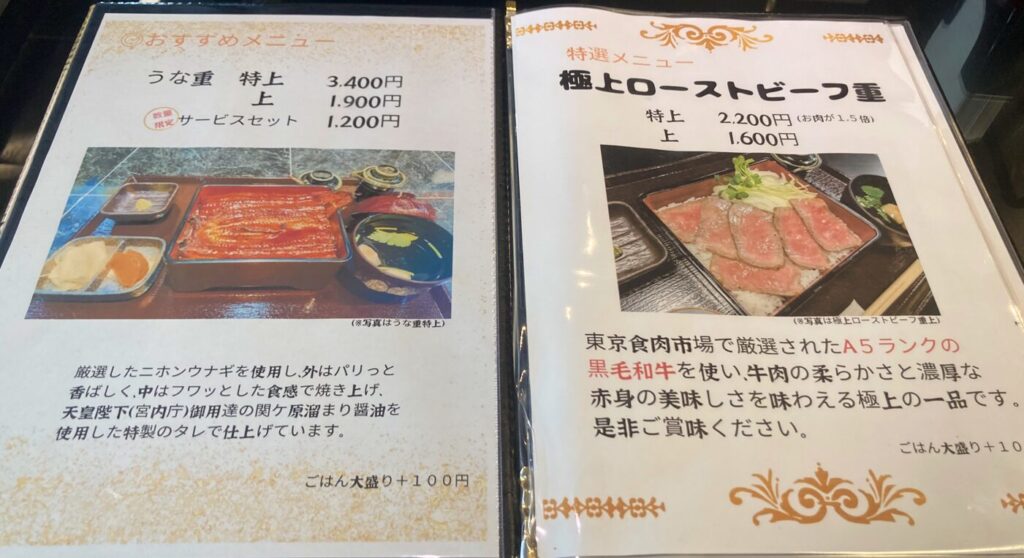 ◎おすすめメニュー
うな重 特上 3.400円
上 1.900円
数量限定 サービスセット 1.200円
(※写真はうな重特上)
厳選したニホンウナギを使用し、外はパリっと
香ばしく、中はフワッとした食感で焼き上げ、
天皇陛下(宮内庁)御用達の関ケ原溜まり醤油を
使用した特製のタレで仕上げています。
ごはん大盛り+100円
特選メニュー
極上ローストビーフ重
特上 2.200円 (お肉が1.5倍)
上 1.600円
(※写真は極上ローストビーフ重上)
東京食肉市場で厳選されたA5ランクの
黒毛和牛を使い、牛肉の柔らかさと濃厚な
赤身の美味しさを味わえる極上の一品です。
是非ご賞味ください。
ごはん大盛り+10